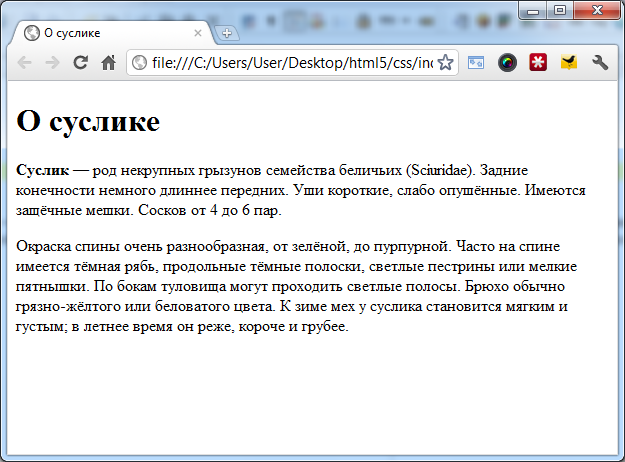 О суслике
file:///C:/Users/User/Desktop/html5/css/in
О суслике
Суслик — род некрупных грызунов семейства беличьих (Sciuridae). Задние
конечности немного длиннее передних. Уши короткие, слабо опушённые. Имеются
защёчные мешки. Сосков от 4 до 6 пар.
Окраска спины очень разнообразная, от зелёной, до пурпурной. Часто на спине
имеется тёмная рябь, продольные тёмные полоски, светлые пестрины или мелкие
пятнышки. По бокам туловища могут проходить светлые полосы. Брюхо обычно
грязно-жёлтого или беловатого цвета. К зиме мех у суслика становится мягким и
густым; в летнее время он реже, короче и грубее.